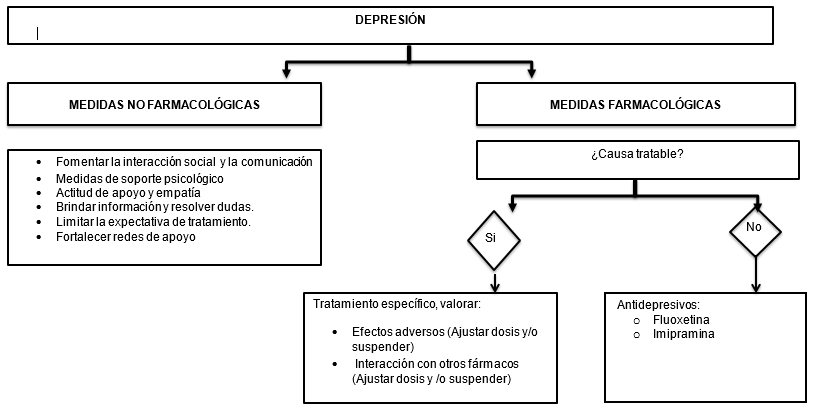 DEPRESIÓN
MEDIDAS NO FARMACOLÓGICAS
• Fomentar la interacción social y la comunicación
• Medidas de soporte psicológico
• Actitud de apoyo y empatía
• Brindar información y resolver dudas.
• Limitar la expectativa de tratamiento.
• Fortalecer redes de apoyo
MEDIDAS FARMACOLÓGICAS
¿Causa tratable?
Si
No
Tratamiento específico, valorar:
• Efectos adversos (Ajustar dosis y/o
suspender)
• Interacción con otros fármacos
(Ajustar dosis y /o suspender)
Antidepresivos:
o Fluoxetina
o Imipramina